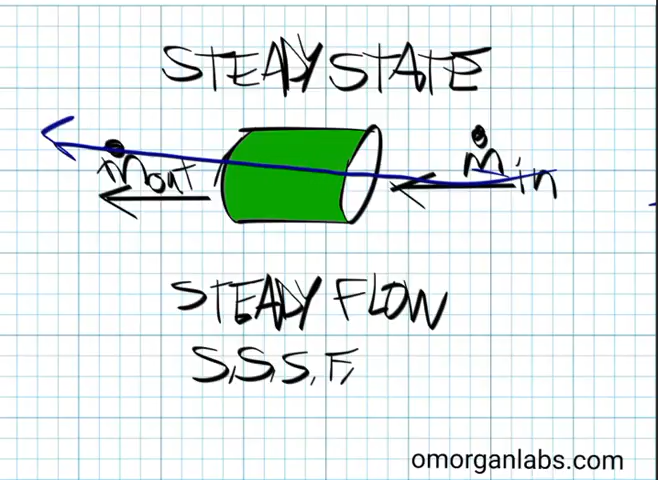 STEADY STATE
ṁout ṁin
STEADY FLOW
S,S,S,F,
omorganlabs.com